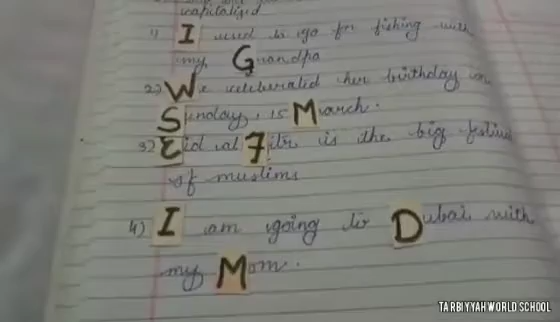 capitalized
1) I used to go for fishing with
my Grandpa
2) We celebrated her birthday on
Sunday, 15 March.
3) Eid ul Fitr is the big festival
of muslims
4) I am going to Dubai with
my Mom.
TARBIYYAH WORLD SCHOOL